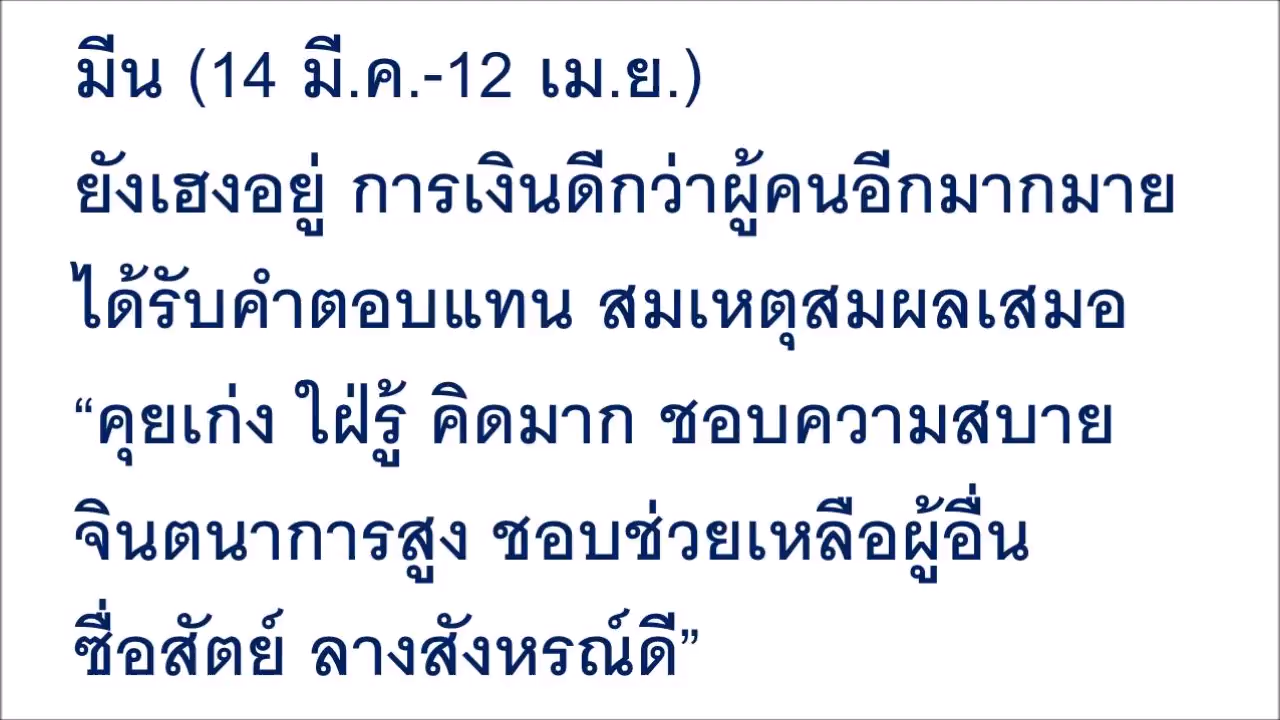 มีน (14 มี.ค.-12 เม.ย.)
ยังเฮงอยู่ การเงินดีกว่าผู้คนอีกมากมาย
ได้รับคำตอบแทน สมเหตุสมผลเสมอ
“คุยเก่ง ใฝ่รู้ คิดมาก ชอบความสบาย
จินตนาการสูง ชอบช่วยเหลือผู้อื่น
ซื่อสัตย์ ลางสังหรณ์ดี”